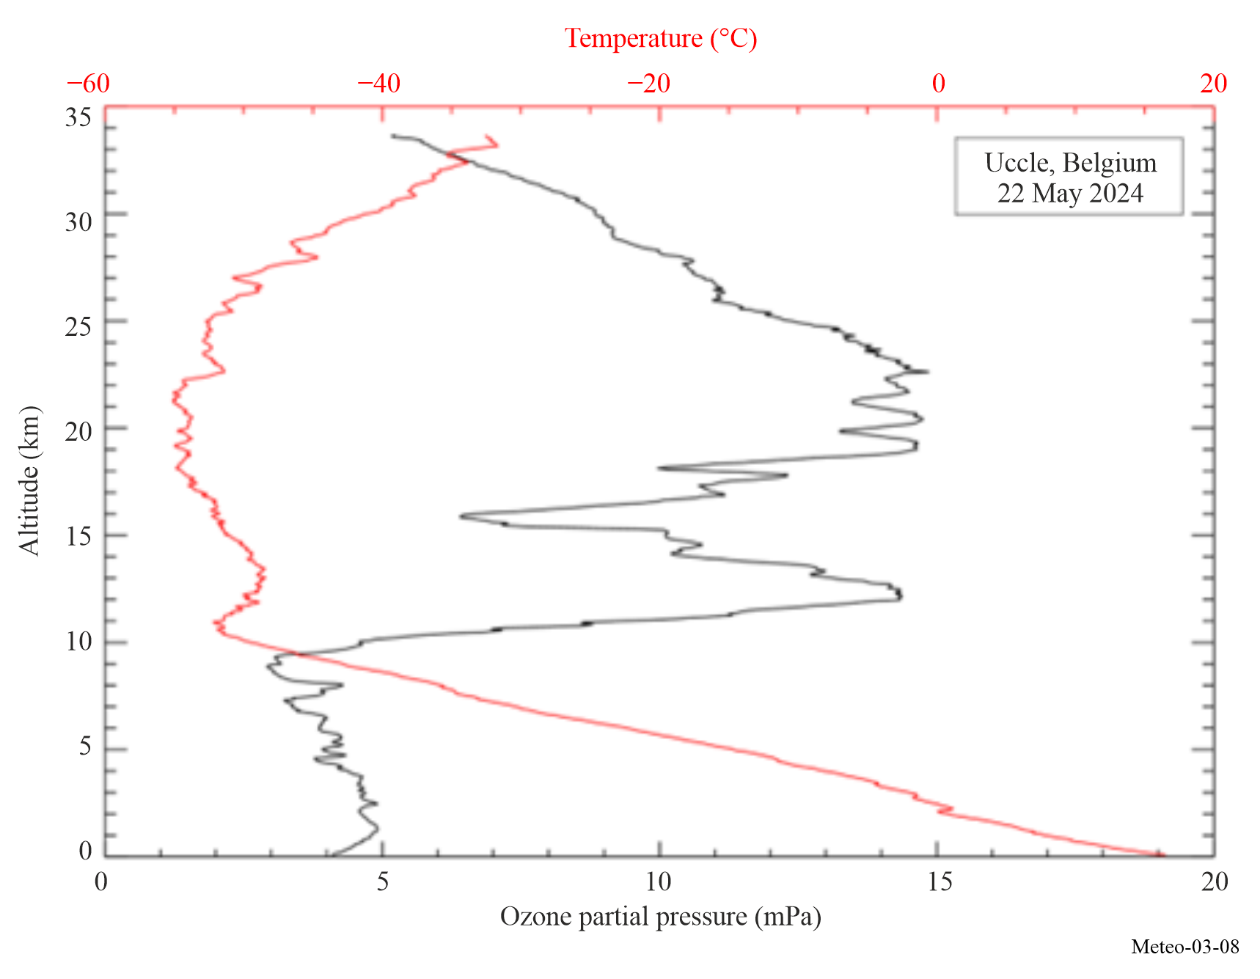 Temperature (°C)
−60 −40 −20 0 20
35
Uccle, Belgium
22 May 2024
30
25
20
Altitude (km)
15
10
5
0
0 5 10 15 20
Ozone partial pressure (mPa)
Meteo-03-08